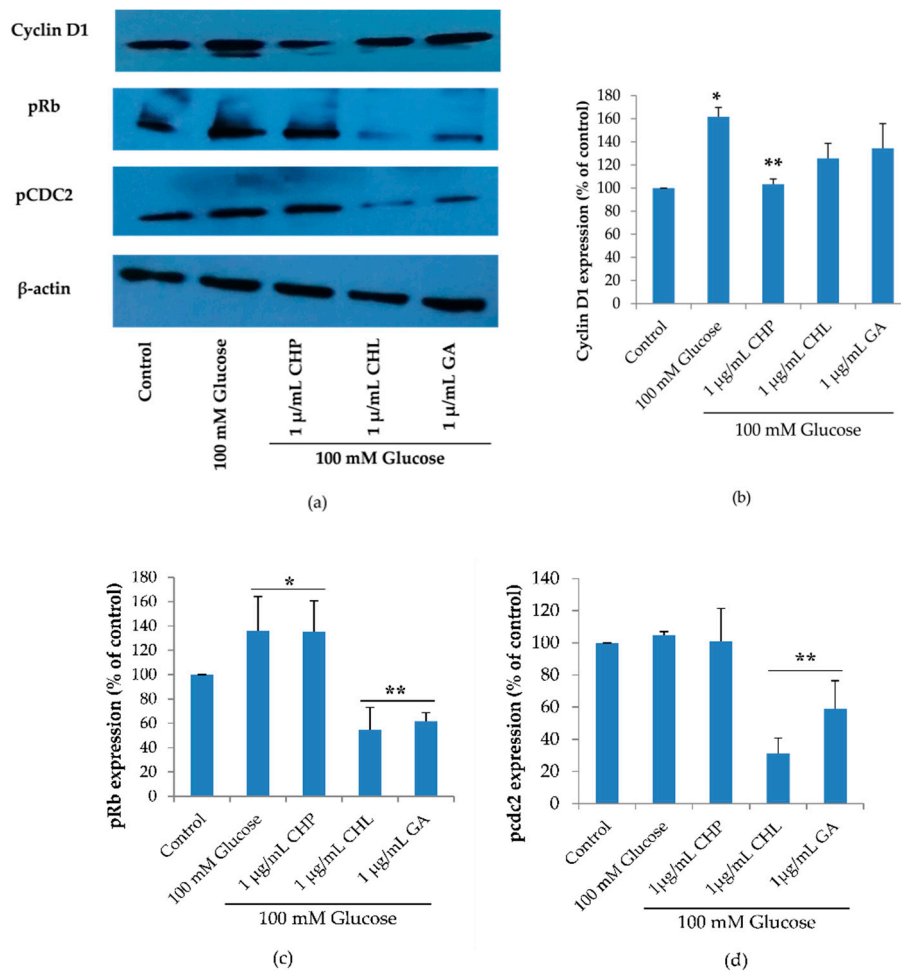 Cyclin D1
pRb
pCDC2
β-actin
Control
100 mM Glucose
1 µ/mL CHP
1 µ/mL CHL
1 µ/mL GA
100 mM Glucose
(a)
Cyclin D1 expression (% of control)
180
160
140
120
100
80
60
40
20
0
*
**
Control
100 mM Glucose
1 µg/mL CHP
1 µg/mL CHL
1 µg/mL GA
100 mM Glucose
(b)
pRb expression (% of control)
180
160
140
120
100
80
60
40
20
0
*
**
Control
100 mM Glucose
1 µg/mL CHP
1 µg/mL CHL
1 µg/mL GA
100 mM Glucose
(c)
pcdc2 expression (% of control)
140
120
100
80
60
40
20
0
**
Control
100 mM Glucose
1µg/mL CHP
1µg/mL CHL
1µg/mL GA
100 mM Glucose
(d)